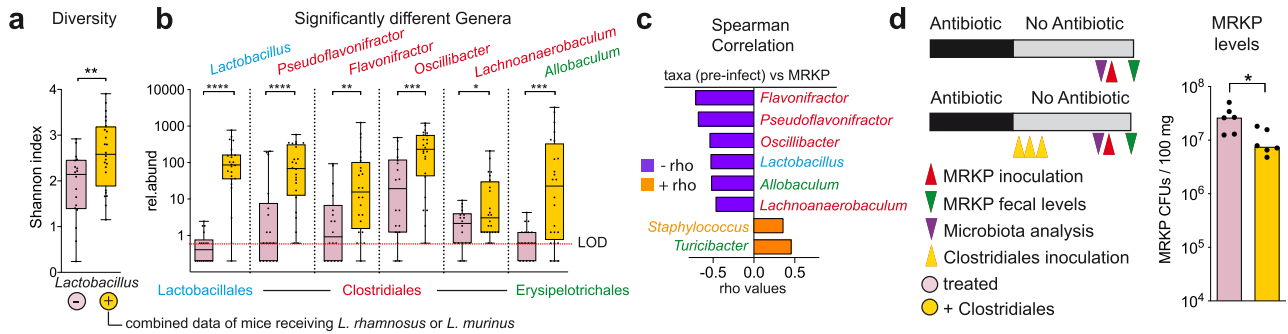 a
Diversity
**
4
3
2
1
0
Shannon index
Lactobacillus
-
+
combined data of mice receiving L. rhamnosus or L. murinus
b
Significantly different Genera
Lactobacillus
Pseudoflavonifractor
Flavonifractor
Oscillibacter
Lachnoanaerobaculum
Allobaculum
****
****
**
***
*
***
10000
1000
100
10
1
rel.abund
LOD
Lactobacillales
Clostridiales
Erysipelotrichales
c
Spearman
Correlation
taxa (pre-infect) vs MRKP
Flavonifractor
Pseudoflavonifractor
Oscillibacter
Lactobacillus
Allobaculum
Lachnoanaerobaculum
Staphylococcus
Turicibacter
- rho
+ rho
-0.5
0.0
0.5
rho values
d
Antibiotic
No Antibiotic
Antibiotic
No Antibiotic
MRKP inoculation
MRKP fecal levels
Microbiota analysis
Clostridiales inoculation
treated
+ Clostridiales
MRKP
levels
*
10⁸
10⁷
10⁶
10⁵
10⁴
MRKP CFUs / 100 mg